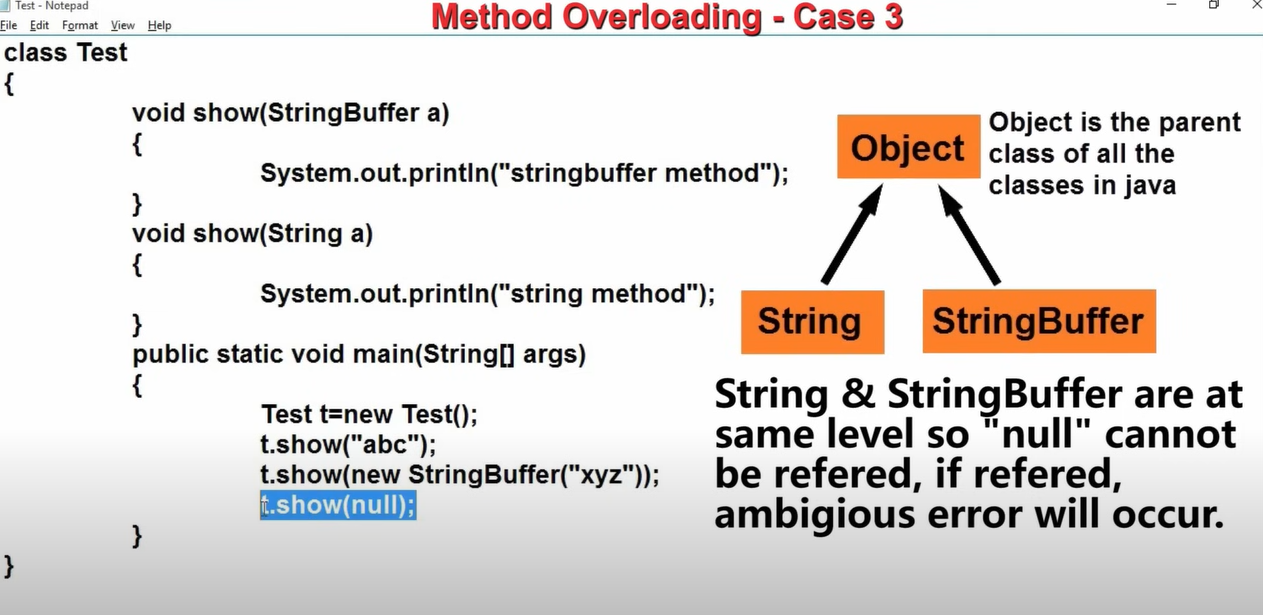 Test - Notepad
Method Overloading - Case 3
File Edit Format View Help
class Test
{
void show(StringBuffer a)
{
System.out.println("stringbuffer method");
}
void show(String a)
{
System.out.println("string method");
}
public static void main(String[] args)
{
Test t=new Test();
t.show("abc");
t.show(new StringBuffer("xyz"));
t.show(null);
}
}
Object
Object is the parent
class of all the
classes in java
String
StringBuffer
String & StringBuffer are at
same level so "null" cannot
be refered, if refered,
ambigious error will occur.